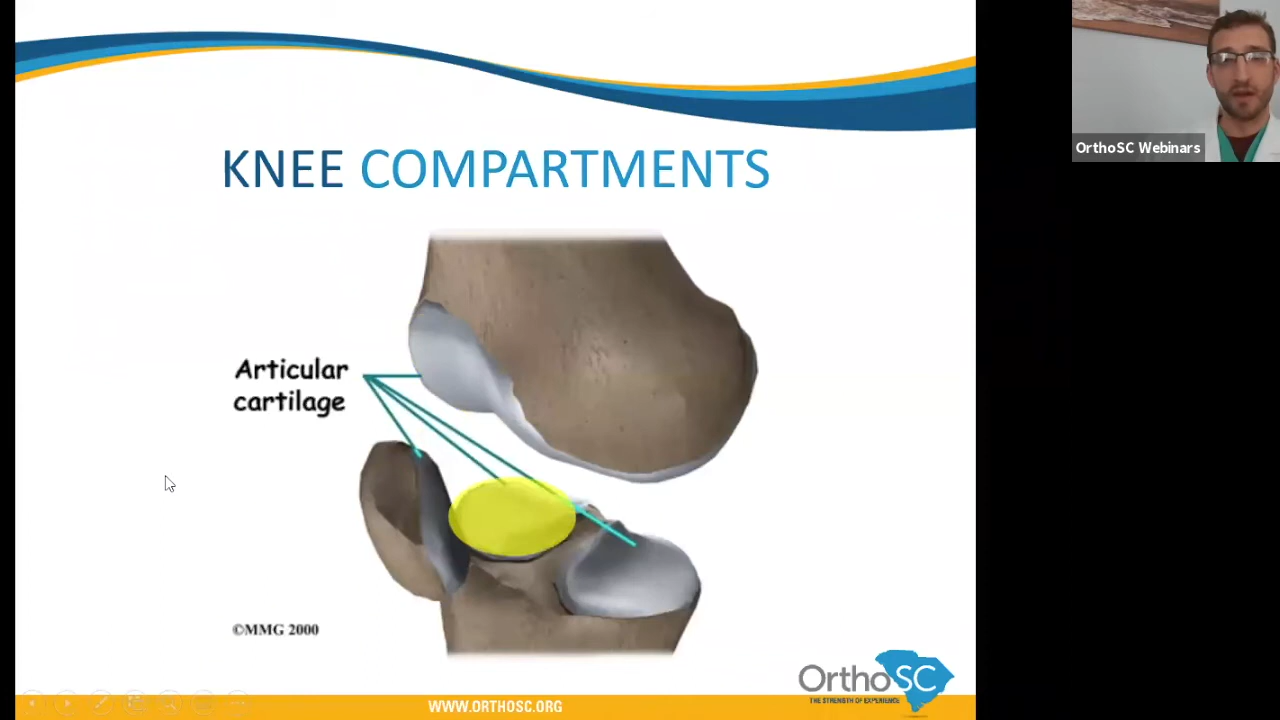 OrthoSC Webinars
KNEE COMPARTMENTS
Articular
cartilage
©MMG 2000
OrthoSC
THE STRENGTH OF EXPERIENCE
WWW.ORTHOSC.ORG